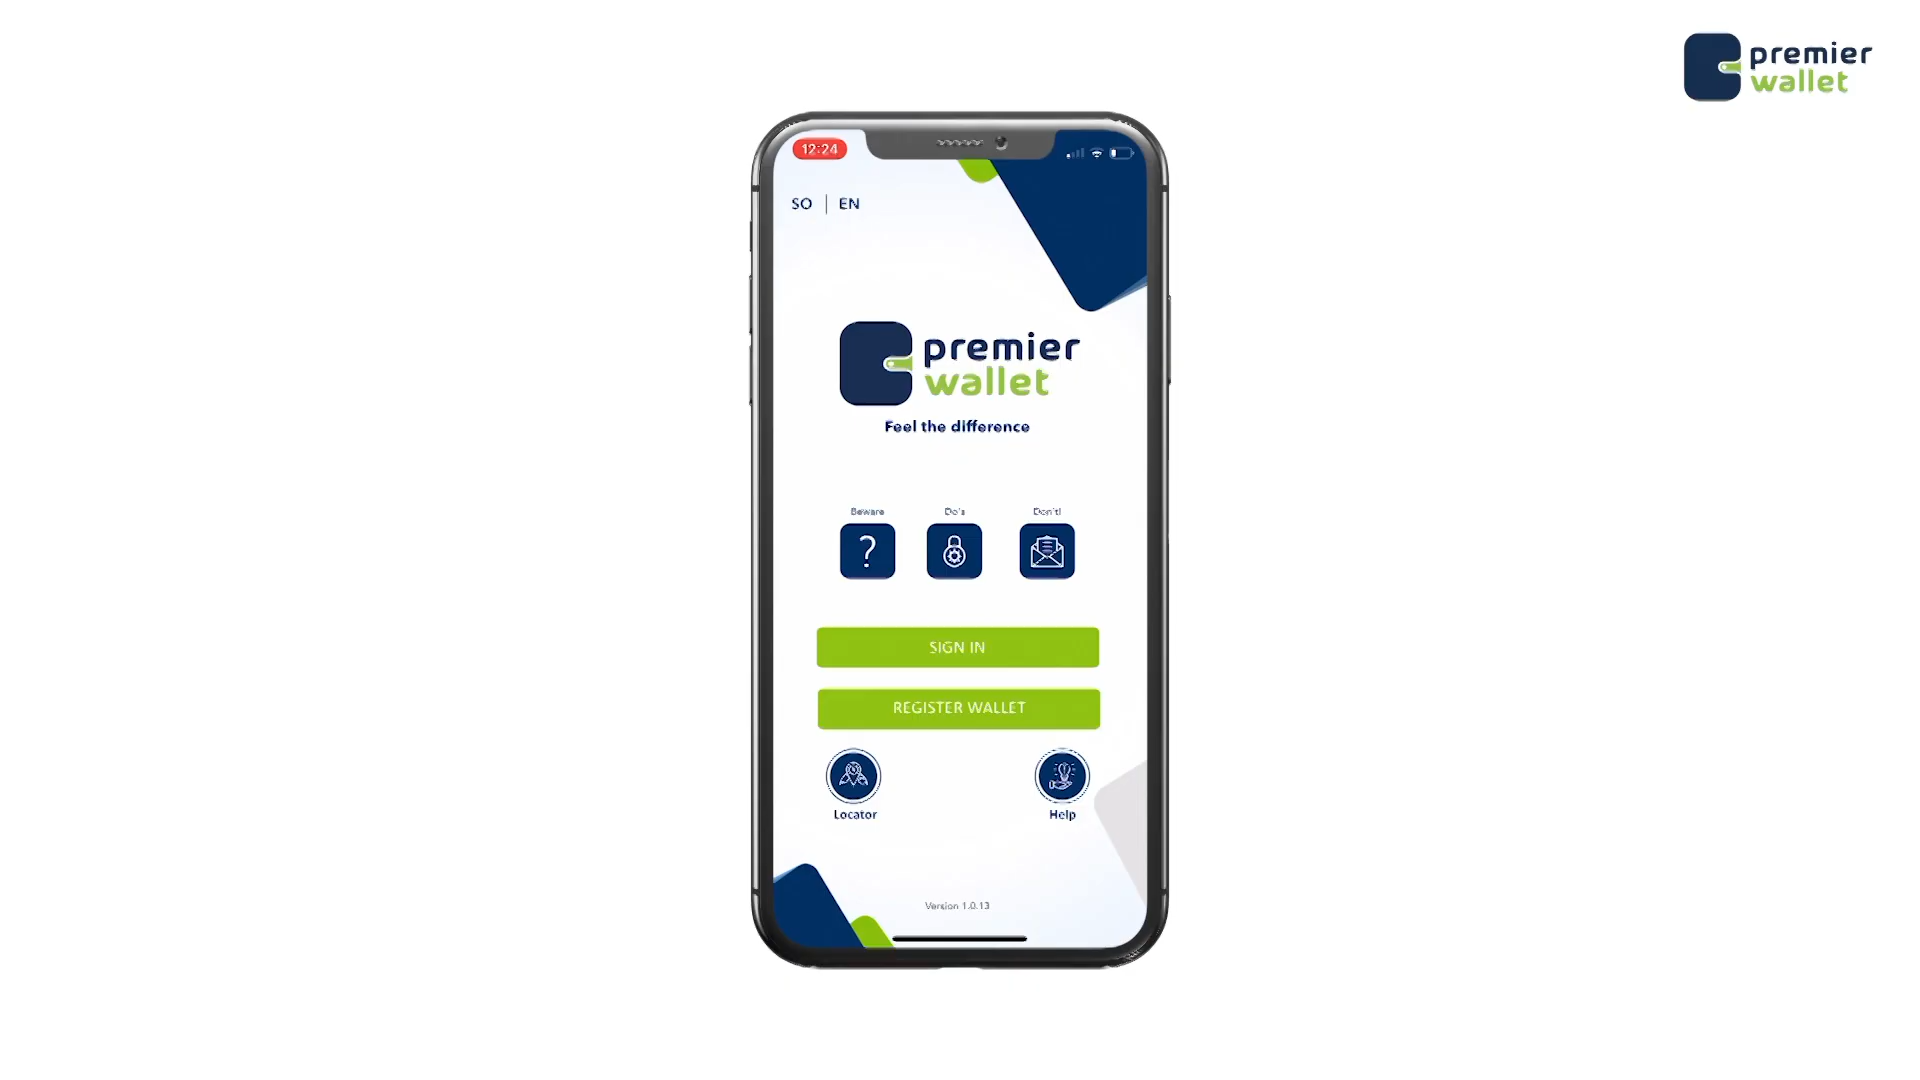 premier
wallet
12:24
SO | EN
premier
wallet
Feel the difference
Beware
Do's
Don't!
?
SIGN IN
REGISTER WALLET
Locator
Help
Version 1.0.13